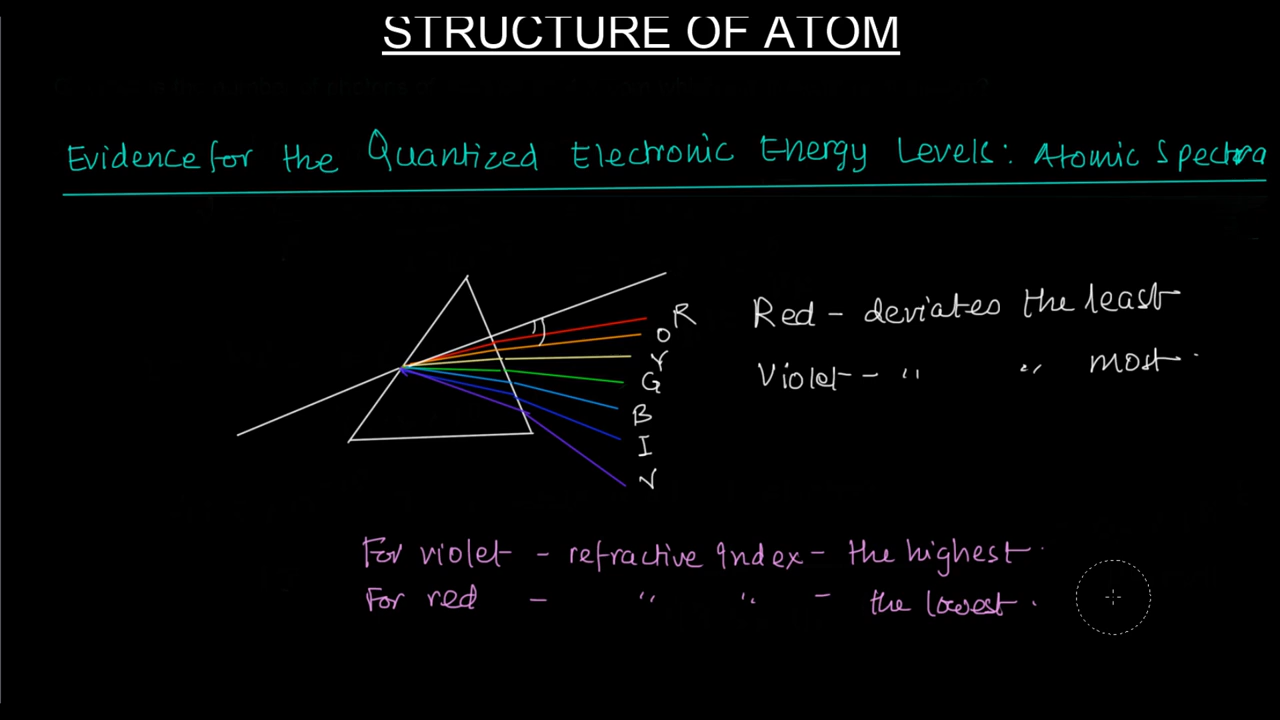 STRUCTURE OF ATOM
Evidence for the Quantized Electronic Energy Levels: Atomic Spectra
R
O
Y
G
B
I
V
Red - deviates the least
Violet - " " most.
For violet - refractive index - the highest.
For red - " " - the lowest.